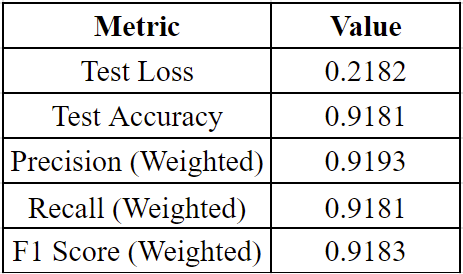 Metric Value
Test Loss 0.2182
Test Accuracy 0.9181
Precision (Weighted) 0.9193
Recall (Weighted) 0.9181
F1 Score (Weighted) 0.9183